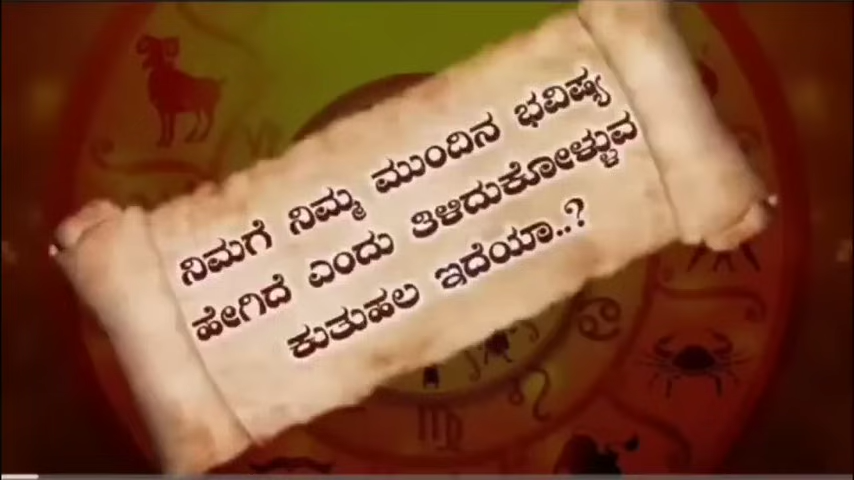 ನಿಮಗೆ ನಿಮ್ಮ ಮುಂದಿನ ಭವಿಷ್ಯ
ಹೇಗಿದೆ ಎಂದು ತಿಳಿದುಕೋಳ್ಳುವ
ಕುತುಹಲ ಇದೆಯಾ..?